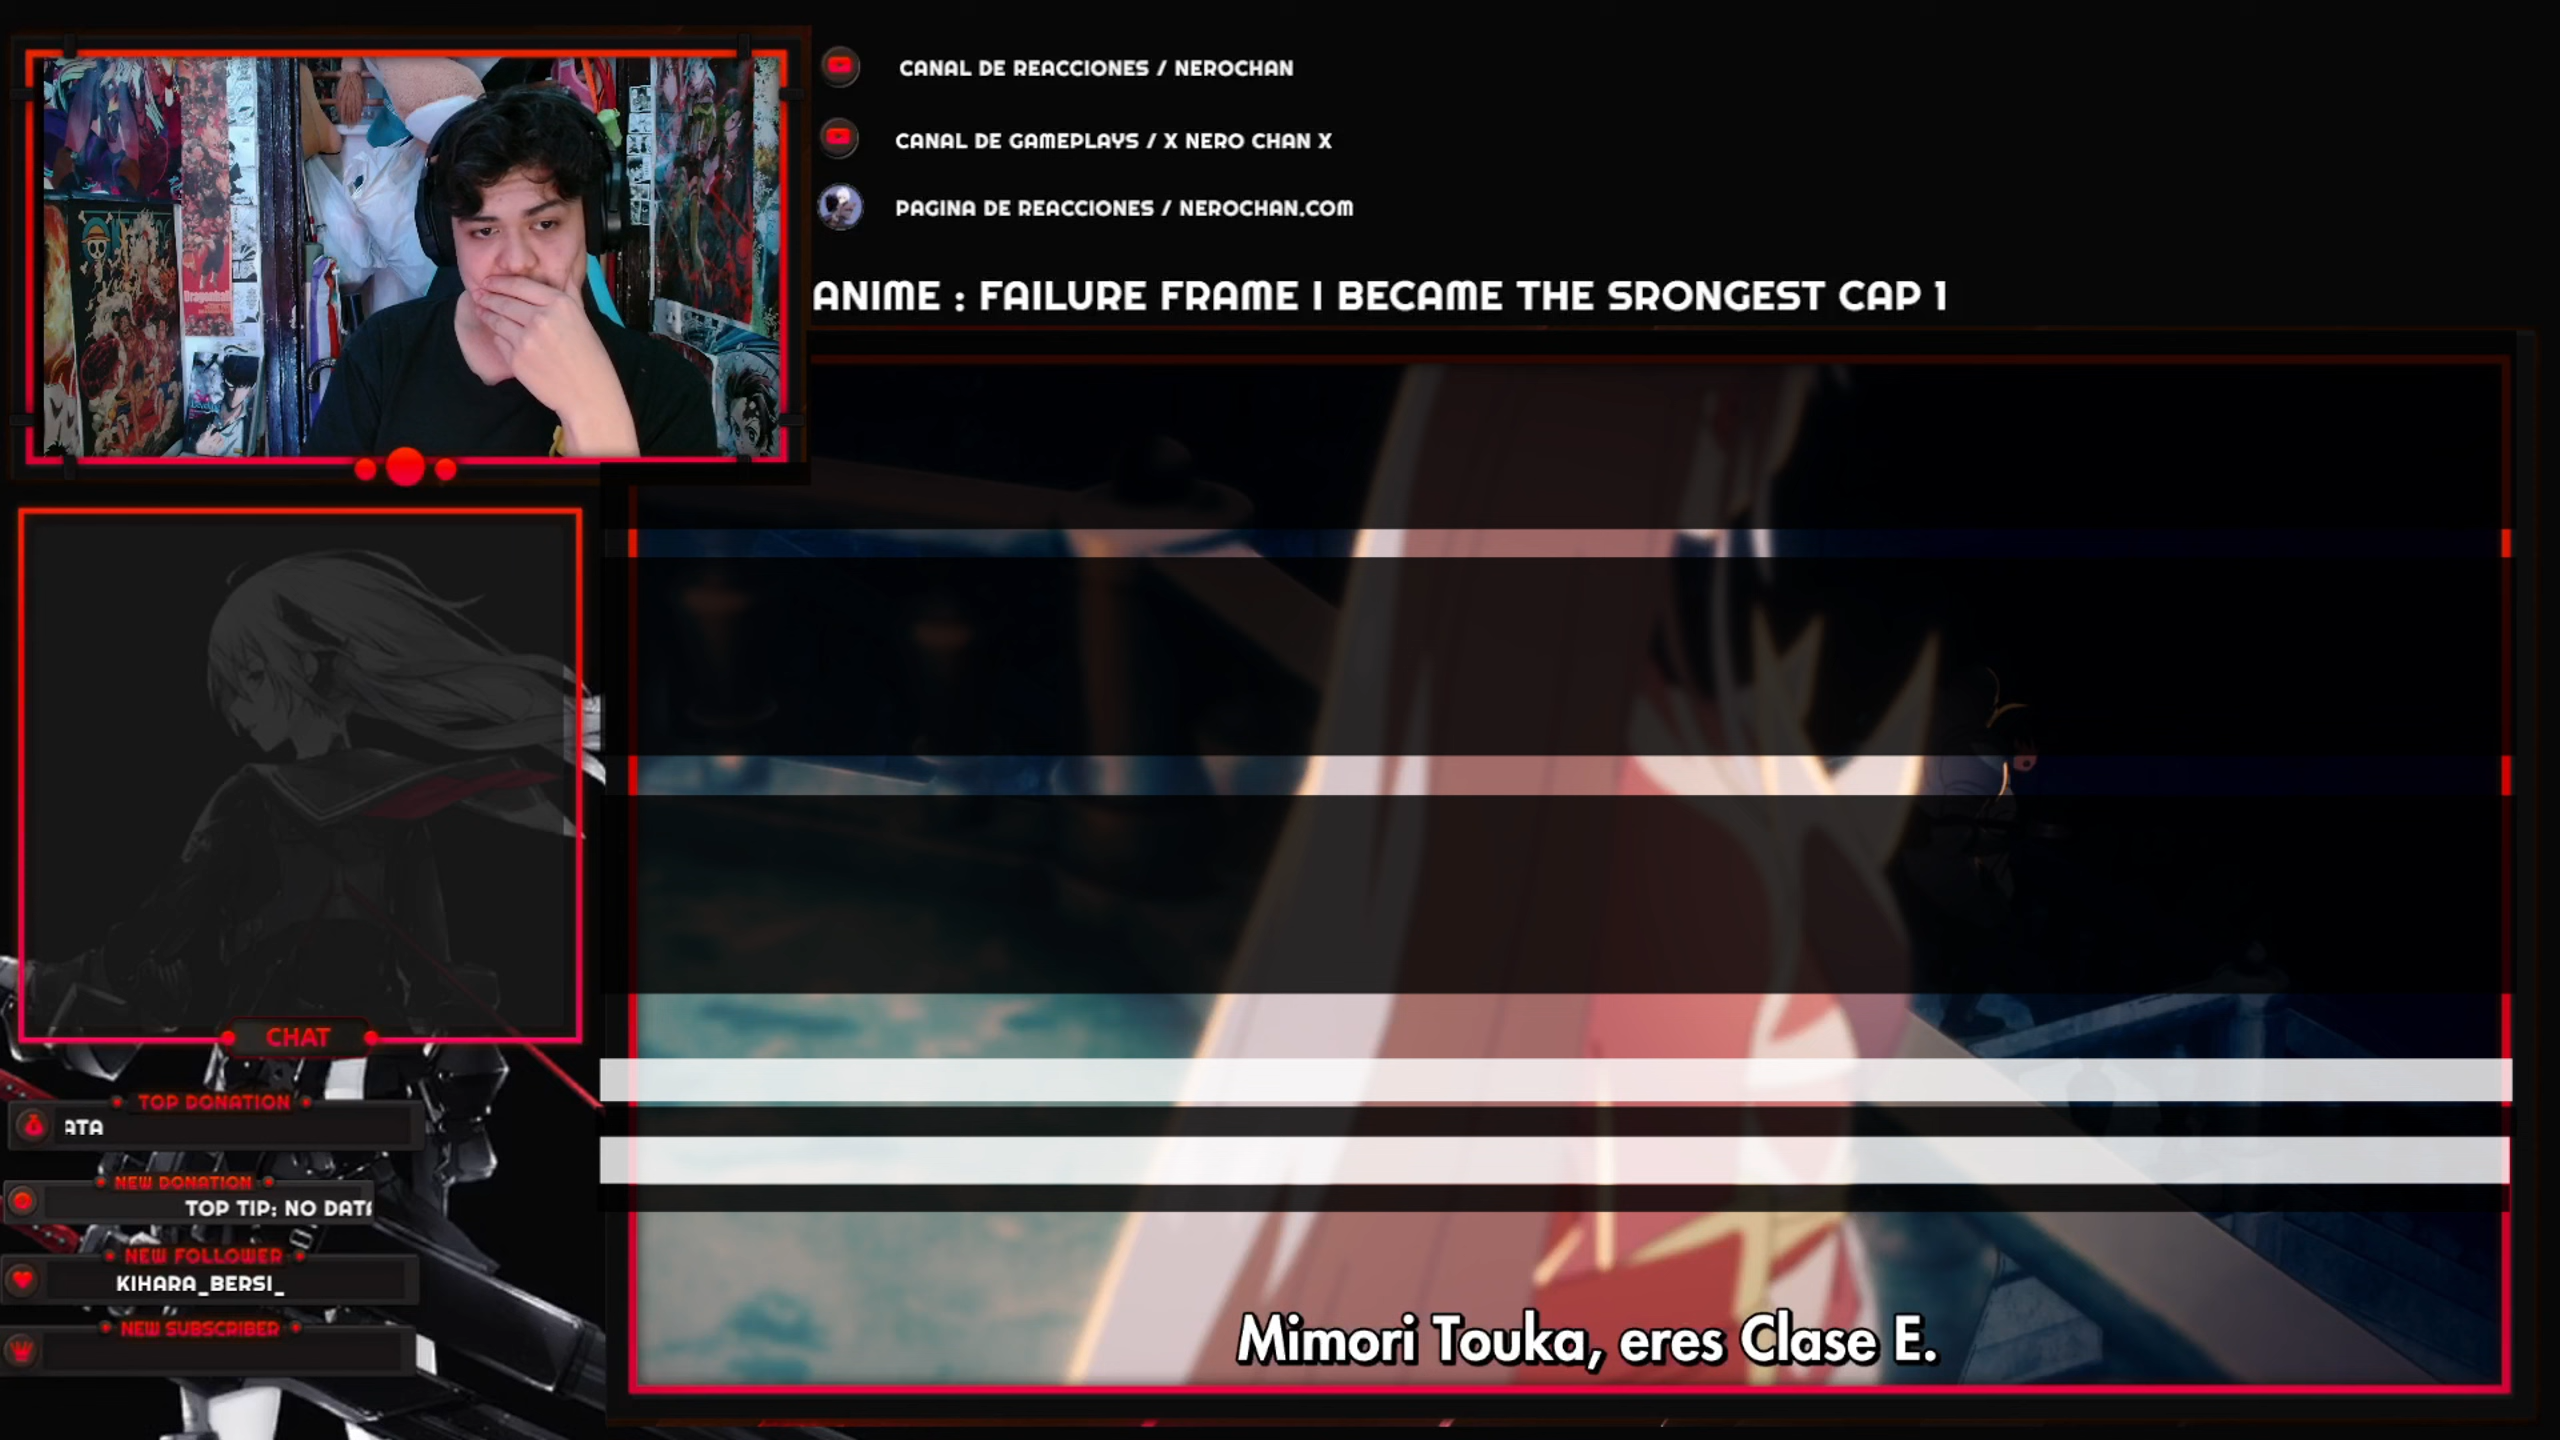 CANAL DE REACCIONES / NEROCHAN
CANAL DE GAMEPLAYS / X NERO CHAN X
PAGINA DE REACCIONES / NEROCHAN.COM
ANIME : FAILURE FRAME I BECAME THE SRONGEST CAP 1
Dragonball
CHAT
TOP DONATION
ATA
NEW DONATION
TOP TIP: NO DATA
NEW FOLLOWER
KIHARA_BERSI_
NEW SUBSCRIBER
Mimori Touka, eres Clase E.